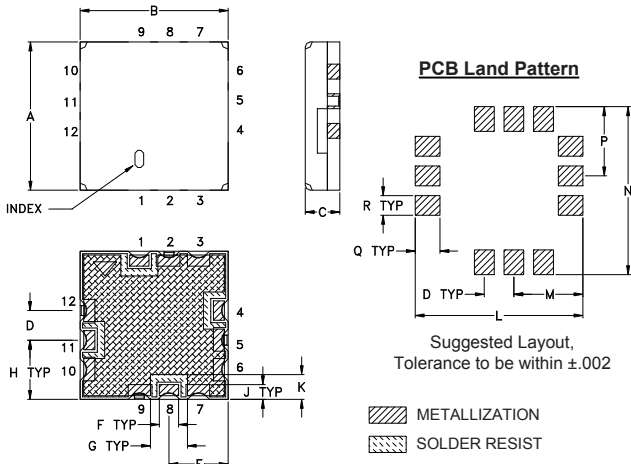 B
9 8 7
10
11
12
A
6
5
4
INDEX
1 2 3
C
PCB Land Pattern
P
N
R TYP
Q TYP
D TYP
M
L
Suggested Layout,
Tolerance to be within ±.002
1 2 3
12
D
11
H TYP
10
4
5
6
9 8 7
J TYP
K
F TYP
G TYP
E
METALLIZATION
SOLDER RESIST